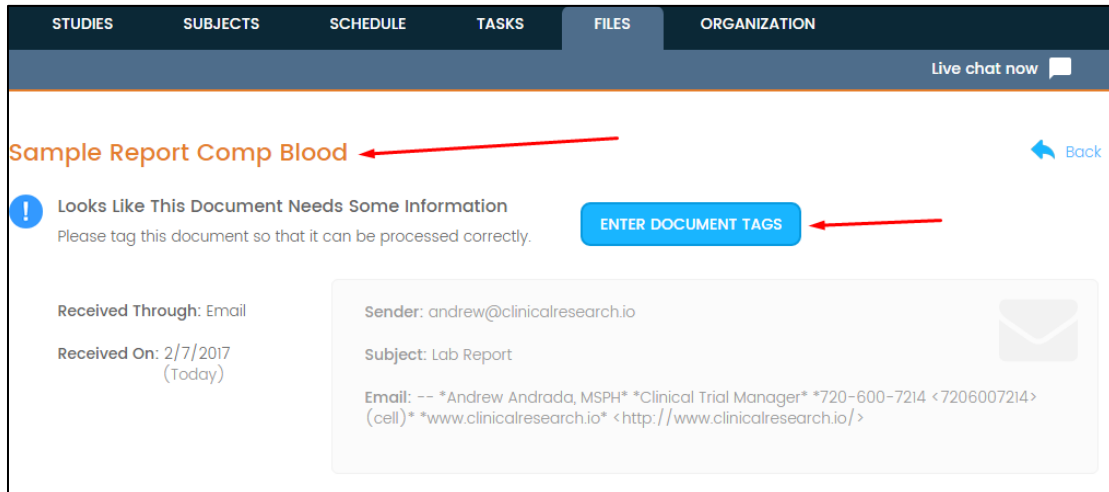 STUDIES SUBJECTS SCHEDULE TASKS FILES ORGANIZATION
Live chat now
Sample Report Comp Blood
Back
Looks Like This Document Needs Some Information
Please tag this document so that it can be processed correctly.
ENTER DOCUMENT TAGS
Received Through: Email
Received On: 2/7/2017
(Today)
Sender: andrew@clinicalresearch.io
Subject: Lab Report
Email: -- *Andrew Andrada, MSPH* *Clinical Trial Manager* *720-600-7214 <7206007214>
(cell)* *www.clinicalresearch.io* <http://www.clinicalresearch.io/>